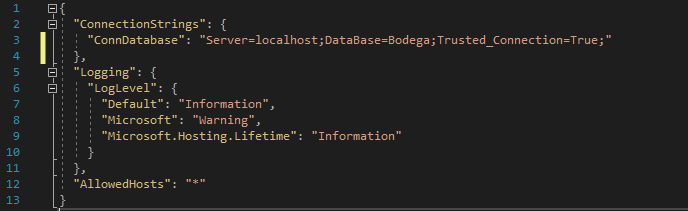 1 {
2 "ConnectionStrings": {
3 "ConnDatabase": "Server=localhost;DataBase=Bodega;Trusted_Connection=True;"
4 },
5 "Logging": {
6 "LogLevel": {
7 "Default": "Information",
8 "Microsoft": "Warning",
9 "Microsoft.Hosting.Lifetime": "Information"
10 }
11 },
12 "AllowedHosts": "*"
13 }